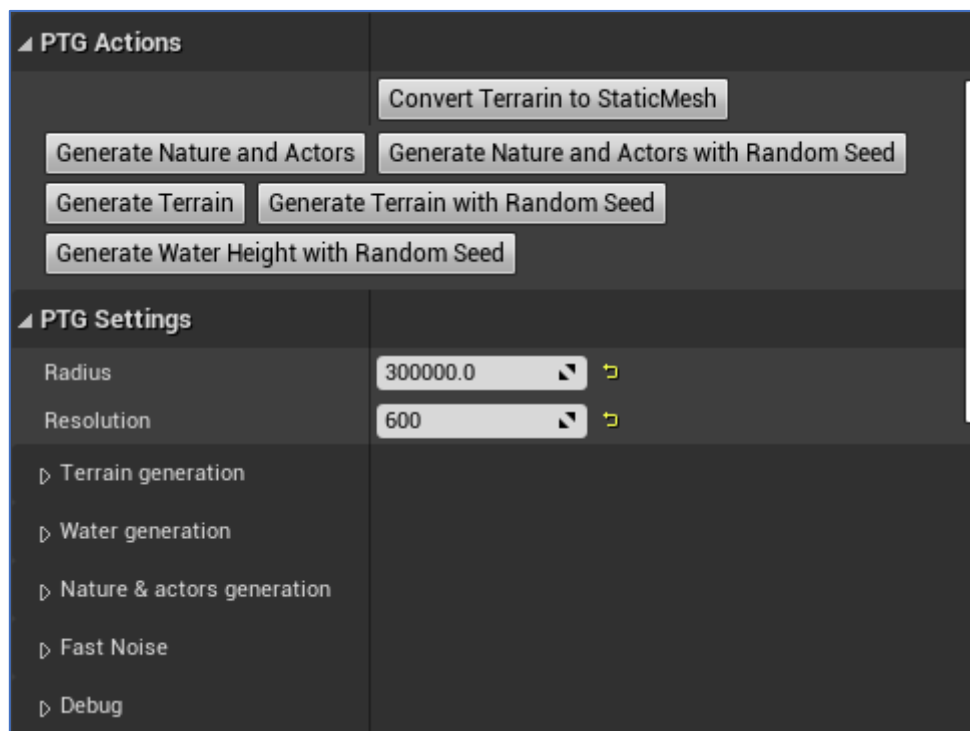 PTG Actions
Convert Terrarin to StaticMesh
Generate Nature and Actors Generate Nature and Actors with Random Seed
Generate Terrain Generate Terrain with Random Seed
Generate Water Height with Random Seed
PTG Settings
Radius 300000.0
Resolution 600
Terrain generation
Water generation
Nature & actors generation
Fast Noise
Debug